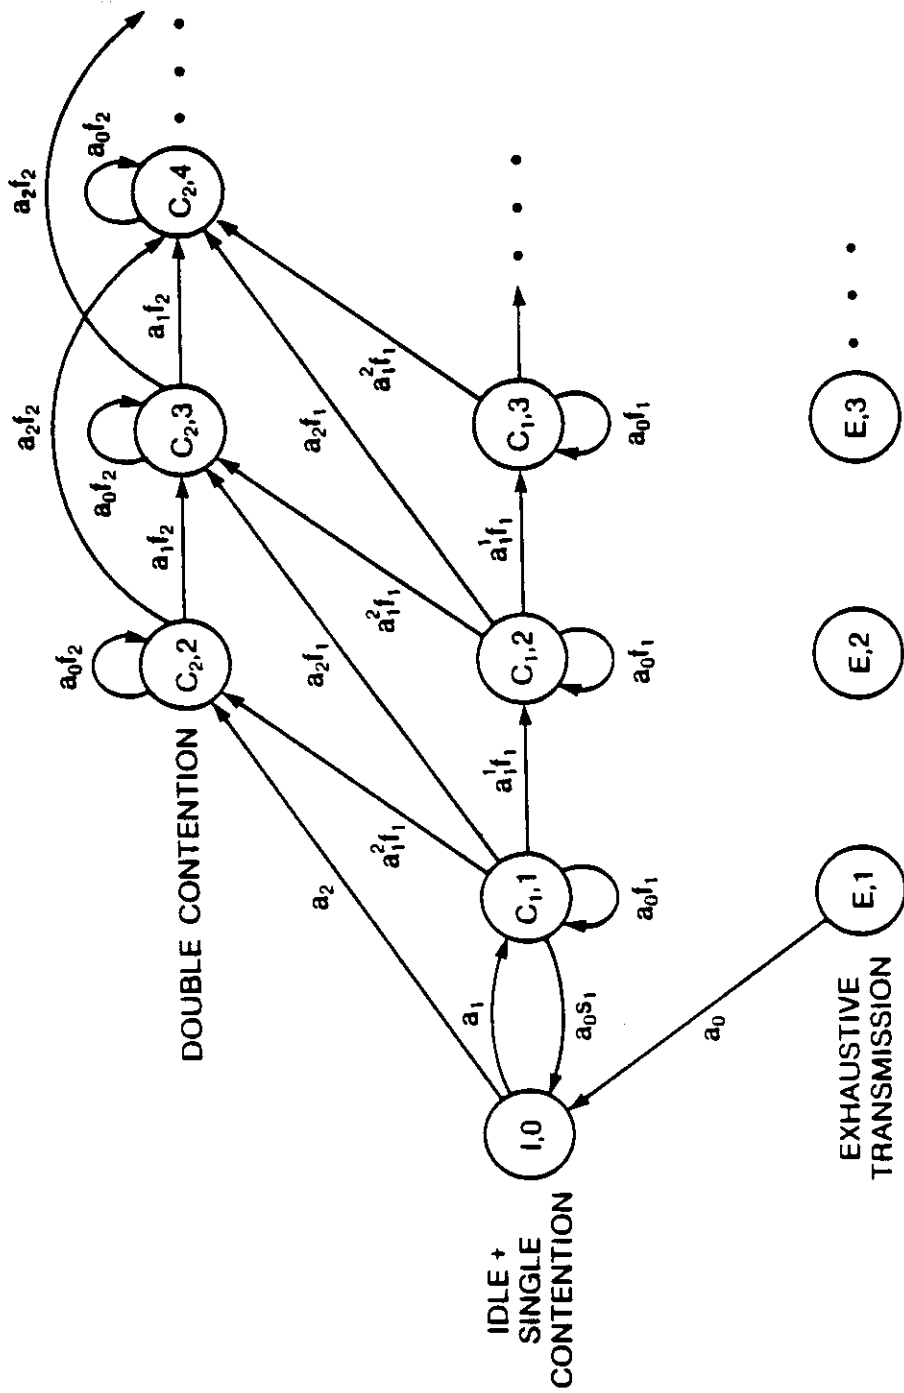 a₂f₂
a₂f₂
a₀f₂
a₀f₂
a₀f₂
C₂,2
a₁f₂
C₂,3
a₁f₂
C₂,4
DOUBLE CONTENTION
a₂
a₁²f₁
a₂f₁
a₁²f₁
a₂f₁
a₁²f₁
IDLE +
SINGLE
CONTENTION
I,0
a₁
a₀s₁
C₁,1
a₁¹f₁
C₁,2
a₁¹f₁
C₁,3
a₀f₁
a₀f₁
a₀f₁
a₀
EXHAUSTIVE
TRANSMISSION
E,1
E,2
E,3